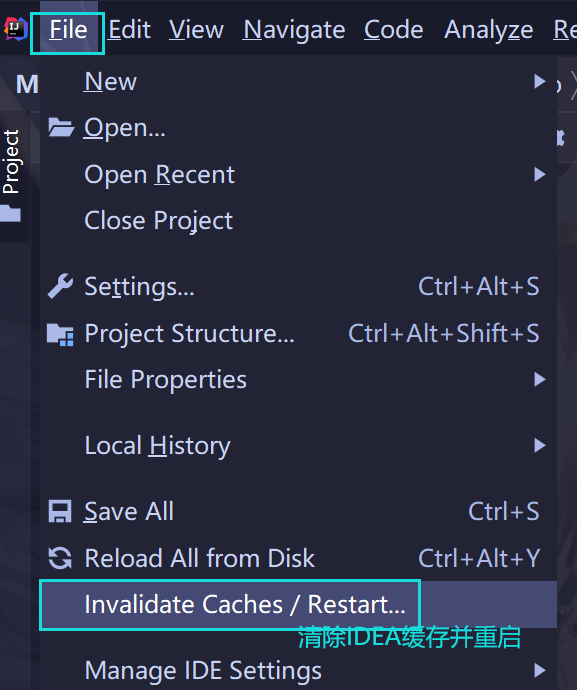 File Edit View Navigate Code Analyze Re
M
Project
New
Open...
Open Recent
Close Project
Settings... Ctrl+Alt+S
Project Structure... Ctrl+Alt+Shift+S
File Properties
Local History
Save All Ctrl+S
Reload All from Disk Ctrl+Alt+Y
Invalidate Caches / Restart...
清除IDEA缓存并重启
Manage IDE Settings